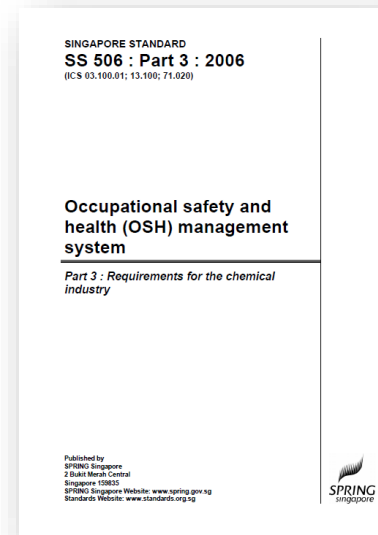 SINGAPORE STANDARD
SS 506 : Part 3 : 2006
(ICS 03.100.01; 13.100; 71.020)
Occupational safety and
health (OSH) management
system
Part 3 : Requirements for the chemical
industry
Published by
SPRING Singapore
2 Bukit Merah Central
Singapore 159835
SPRING Singapore Website: www.spring.gov.sg
Standards Website: www.standards.org.sg
SPRING
singapore